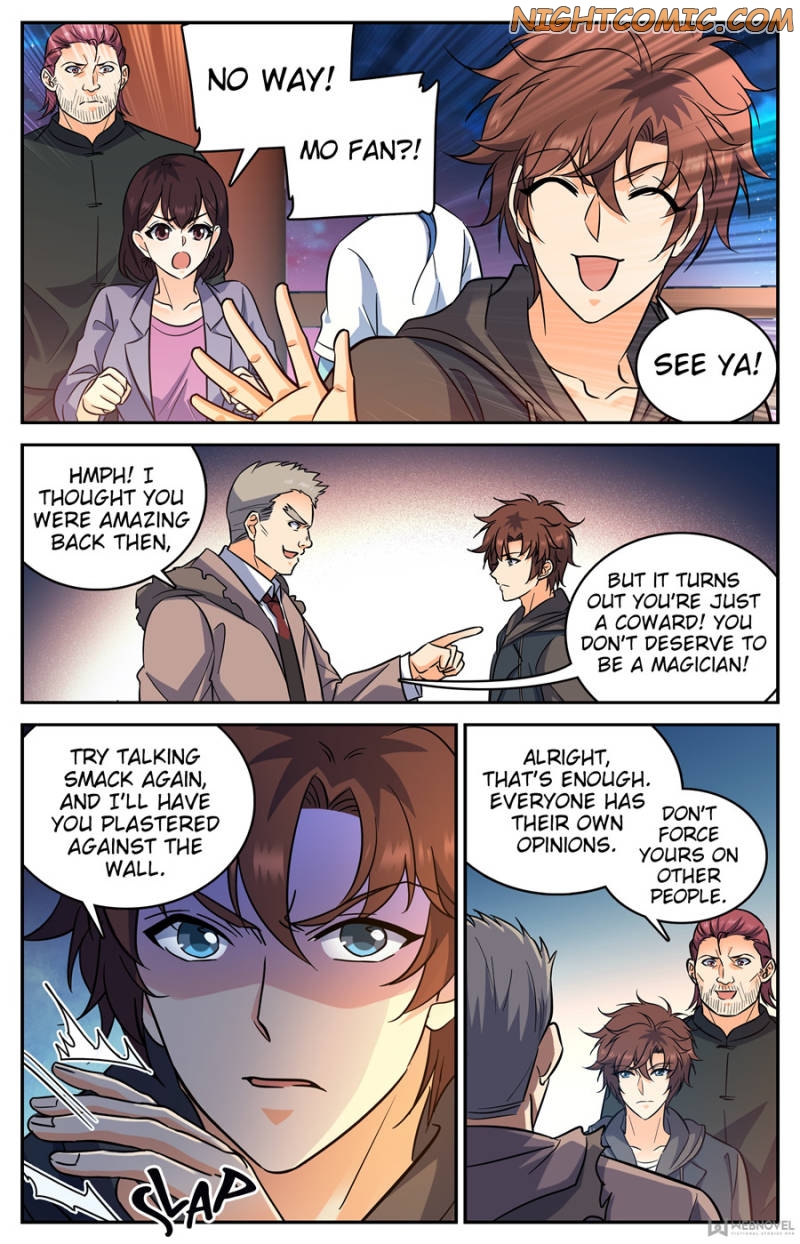 NIGHTCOMIC.COM
NO WAY!
MO FAN?!
SEE YA!
HMPH! I
THOUGHT YOU
WERE AMAZING
BACK THEN,
BUT IT TURNS
OUT YOU'RE JUST
A COWARD! YOU
DON'T DESERVE TO
BE A MAGICIAN!
TRY TALKING
SMACK AGAIN,
AND I'LL HAVE
YOU PLASTERED
AGAINST THE
WALL.
SLAP
ALRIGHT,
THAT'S ENOUGH.
EVERYONE HAS
THEIR OWN
OPINIONS.
DON'T
FORCE
YOURS ON
OTHER
PEOPLE.
WEBNOVEL